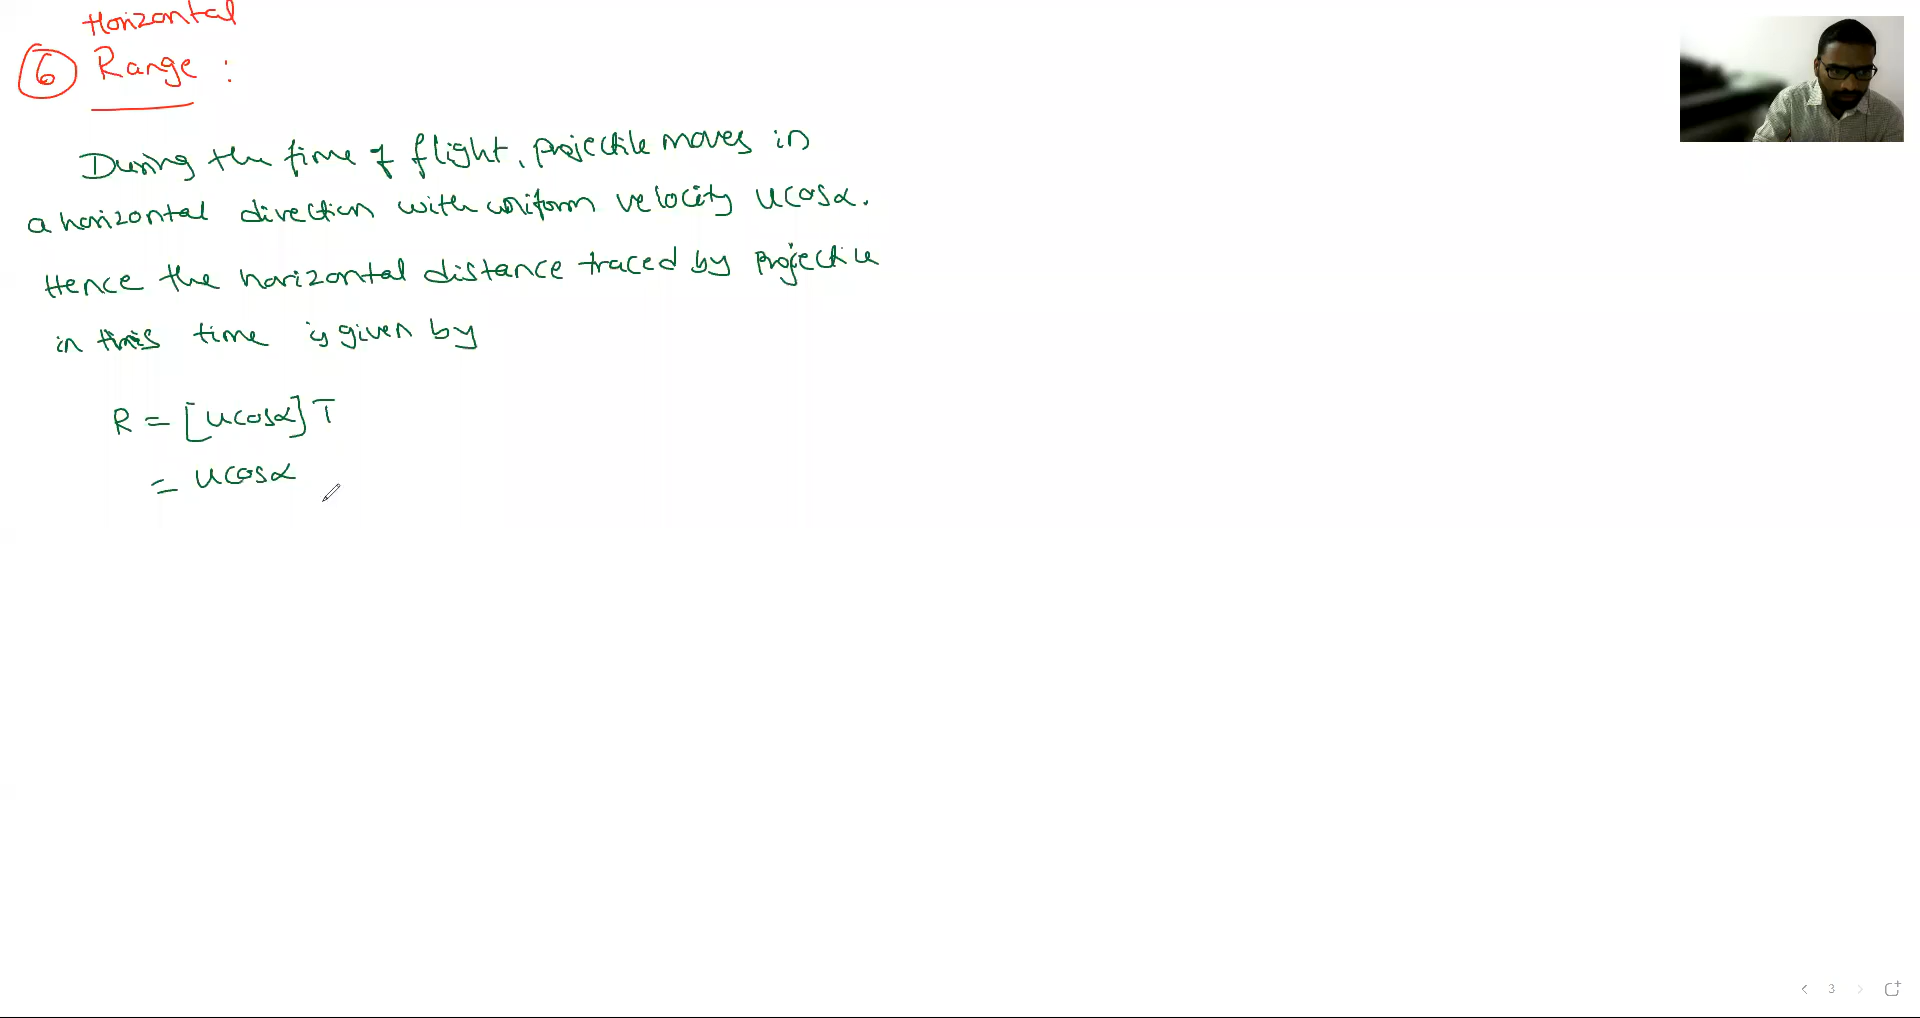 Horizontal
6 Range :
During the time of flight, projectile moves in
a horizontal direction with uniform velocity ucosα.
Hence the horizontal distance traced by projectile
in this time is given by
R = [ucosα] T
= ucosα
3